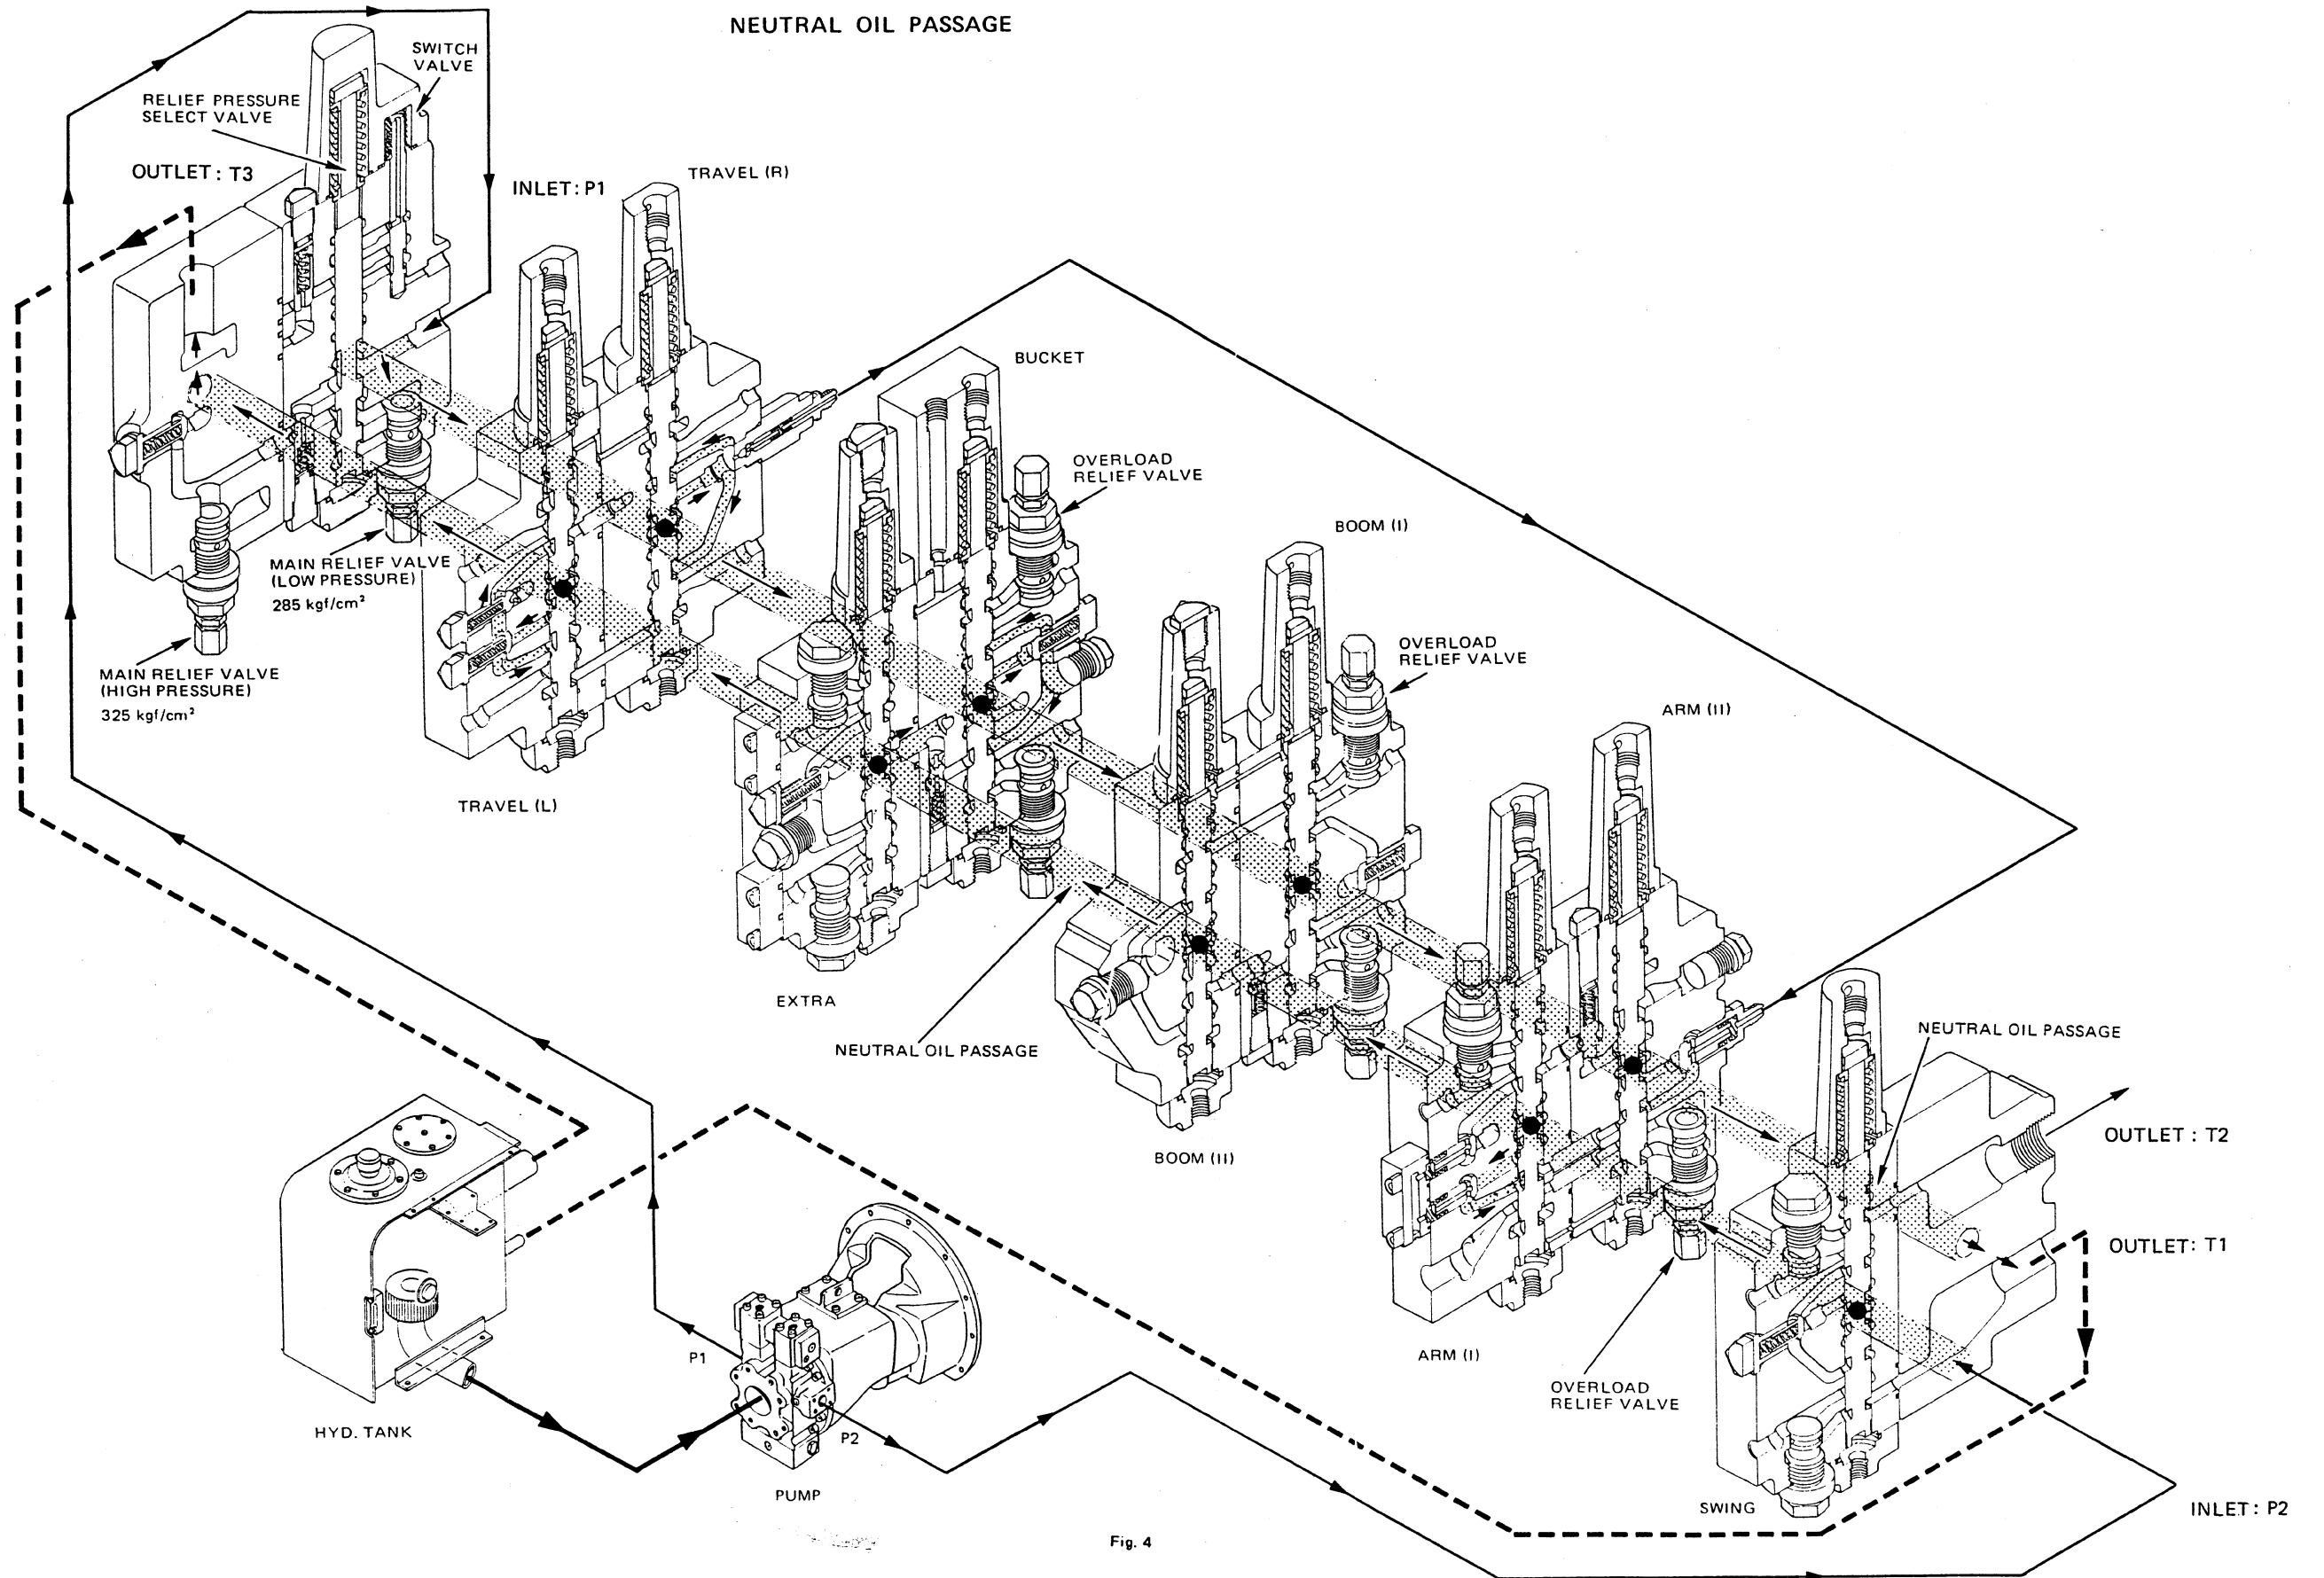 NEUTRAL OIL PASSAGE
SWITCH
VALVE
RELIEF PRESSURE
SELECT VALVE
OUTLET: T3
INLET: P1
TRAVEL (R)
BUCKET
OVERLOAD
RELIEF VALVE
BOOM (I)
MAIN RELIEF VALVE
(LOW PRESSURE)
285 kgf/cm²
MAIN RELIEF VALVE
(HIGH PRESSURE)
325 kgf/cm²
OVERLOAD
RELIEF VALVE
ARM (II)
TRAVEL (L)
EXTRA
NEUTRAL OIL PASSAGE
NEUTRAL OIL PASSAGE
BOOM (II)
OUTLET: T2
OUTLET: T1
P1
ARM (I)
OVERLOAD
RELIEF VALVE
HYD. TANK
P2
PUMP
SWING
INLET: P2
Fig. 4